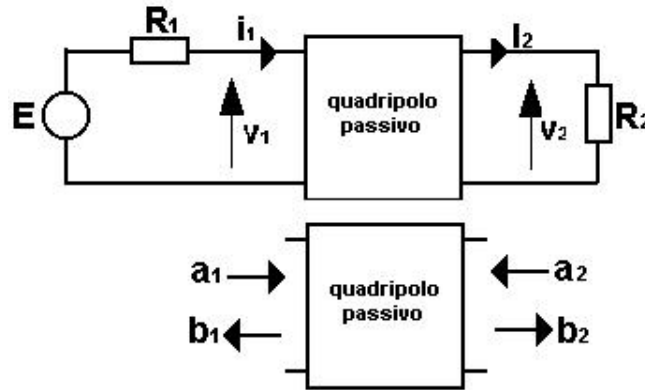 R1 i1 I2
E v1 quadripolo v2 R2
passivo
a1 quadripolo a2
b1 passivo b2